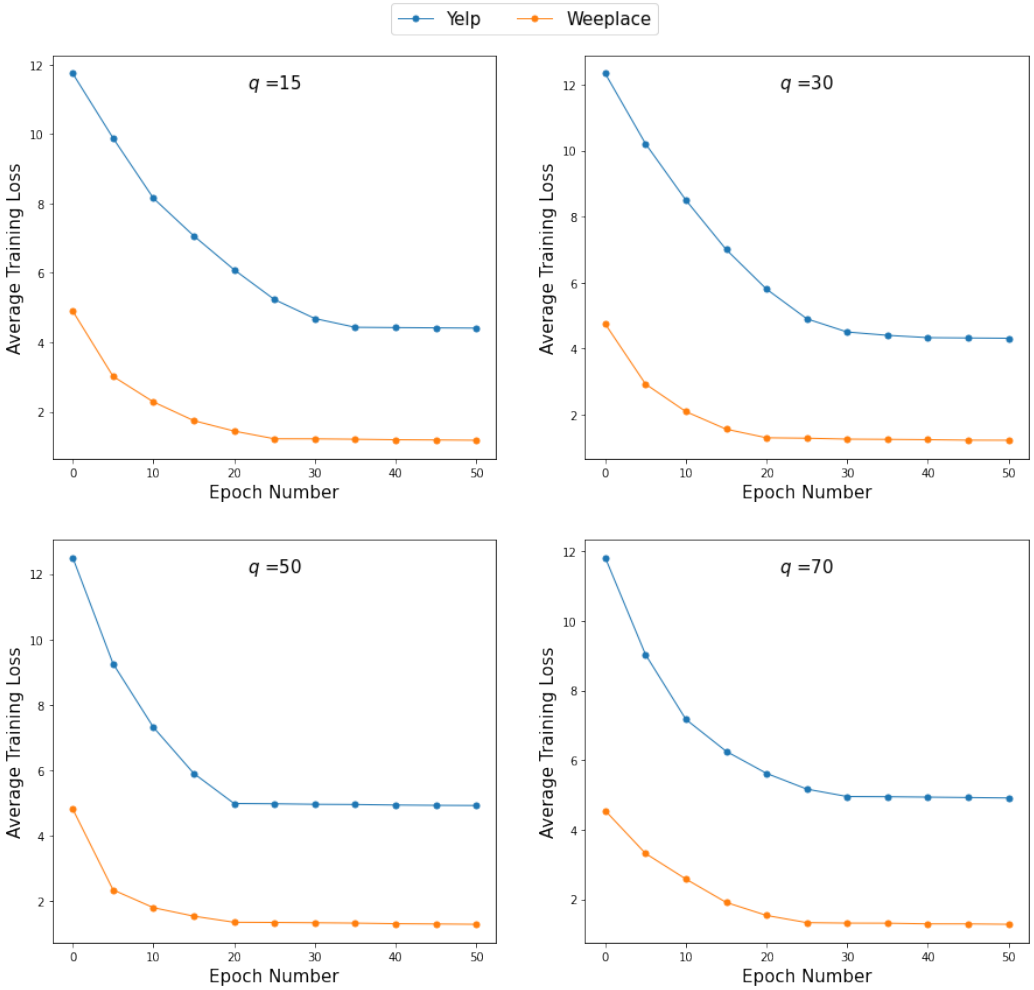 Yelp Weeplace
q =15
Average Training Loss
12
10
8
6
4
2
0 10 20 30 40 50
Epoch Number
q =30
Average Training Loss
12
10
8
6
4
2
0 10 20 30 40 50
Epoch Number
q =50
Average Training Loss
12
10
8
6
4
2
0 10 20 30 40 50
Epoch Number
q =70
Average Training Loss
12
10
8
6
4
2
0 10 20 30 40 50
Epoch Number